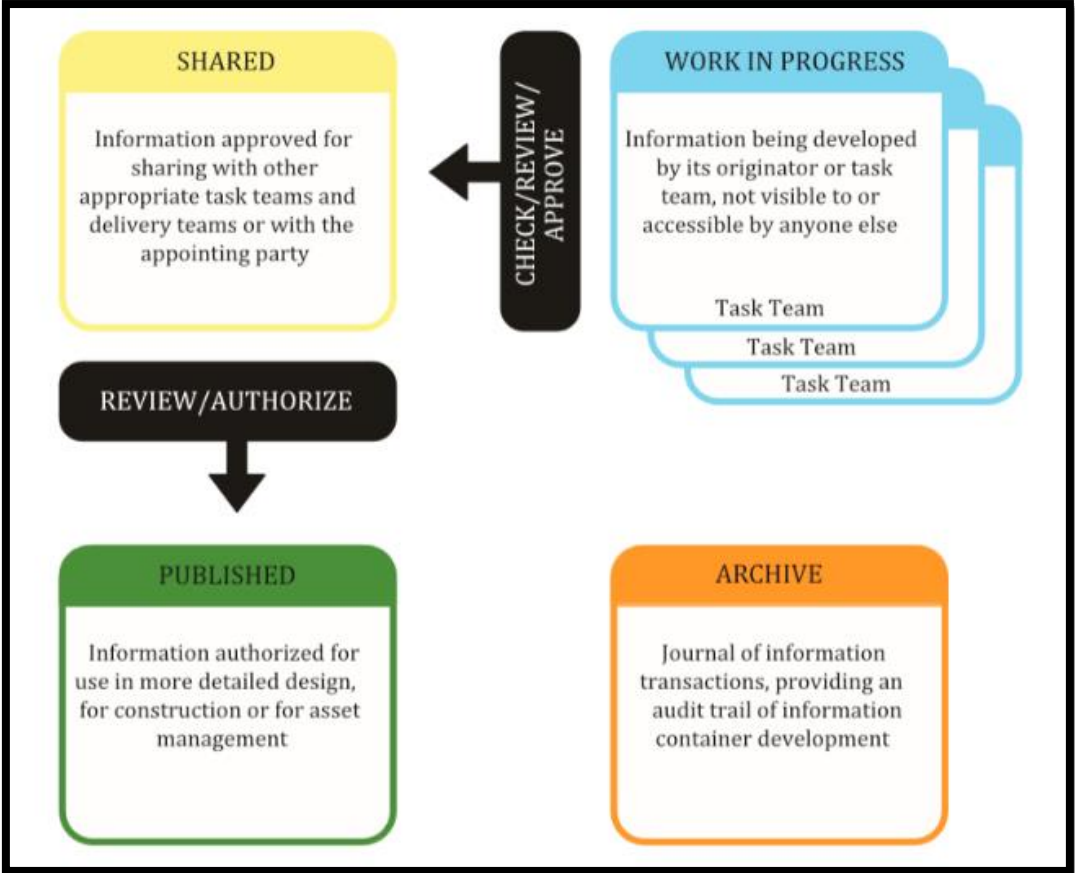 SHARED
Information approved for
sharing with other
appropriate task teams and
delivery teams or with the
appointing party
CHECK/REVIEW/
APPROVE
WORK IN PROGRESS
Information being developed
by its originator or task
team, not visible to or
accessible by anyone else
Task Team
Task Team
Task Team
REVIEW/AUTHORIZE
PUBLISHED
Information authorized for
use in more detailed design,
for construction or for asset
management
ARCHIVE
Journal of information
transactions, providing an
audit trail of information
container development